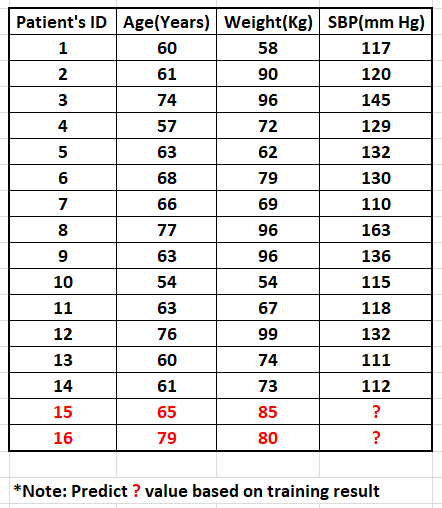 Patient's ID Age(Years) Weight(Kg) SBP(mm Hg)
1 60 58 117
2 61 90 120
3 74 96 145
4 57 72 129
5 63 62 132
6 68 79 130
7 66 69 110
8 77 96 163
9 63 96 136
10 54 54 115
11 63 67 118
12 76 99 132
13 60 74 111
14 61 73 112
15 65 85 ?
16 79 80 ?
*Note: Predict ? value based on training result